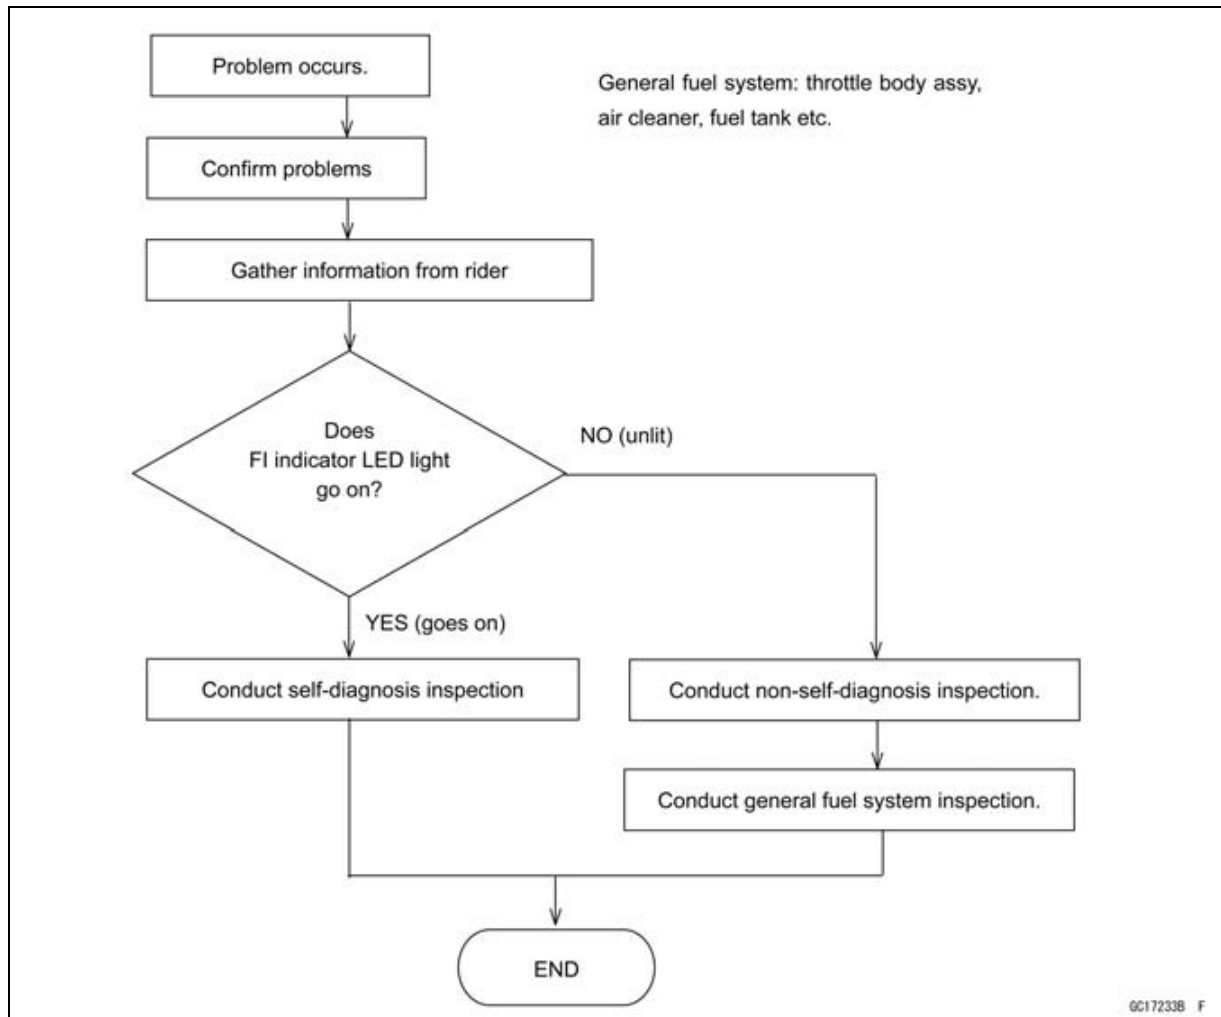 Problem occurs.
General fuel system: throttle body assy,
air cleaner, fuel tank etc.
Confirm problems
Gather information from rider
Does
FI indicator LED light
go on?
NO (unlit)
YES (goes on)
Conduct self-diagnosis inspection
Conduct non-self-diagnosis inspection.
Conduct general fuel system inspection.
END
GC17233B F